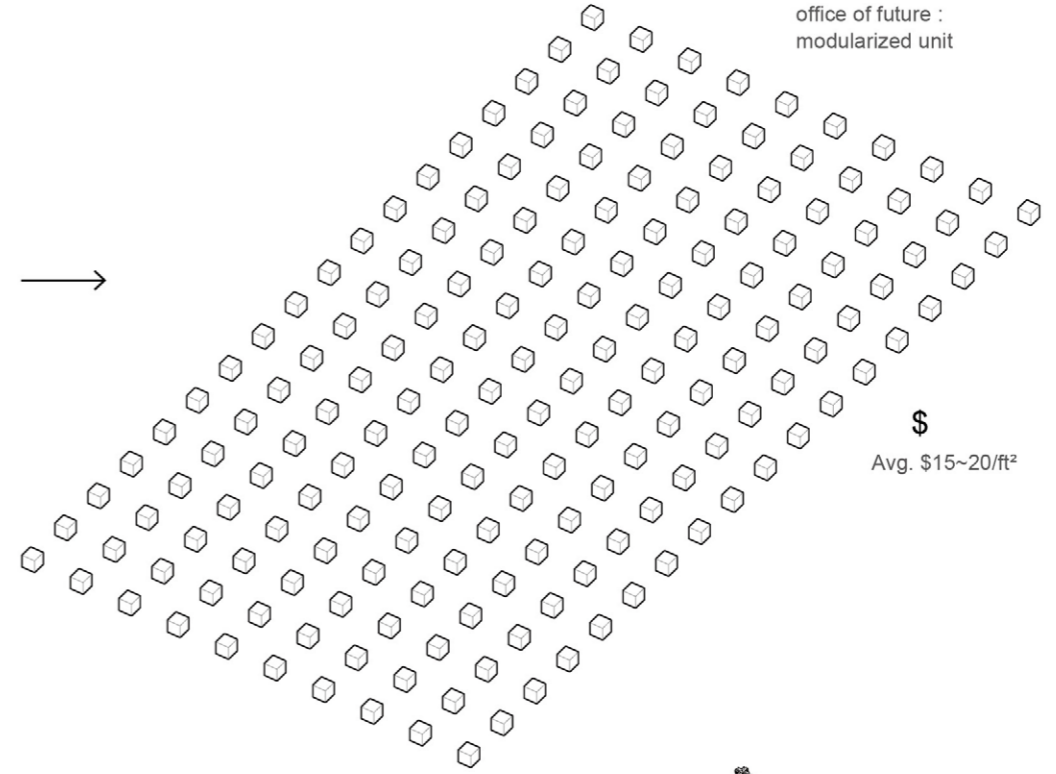 office of future :
modularized unit
$
Avg. $15~20/ft²